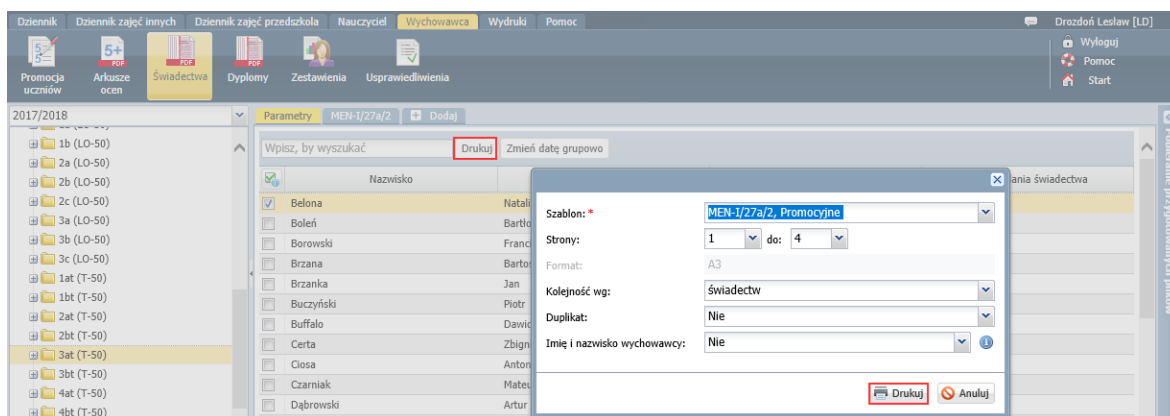 Dziennik Dziennik zajęć innych Dziennik zajęć przedszkola Nauczyciel Wychowawca Wydruki Pomoc Drozdoń Lesław [LD]
Promocja uczniów
Arkusze ocen
Świadectwa
Dyplomy
Zestawienia
Usprawiedliwienia
Wyloguj
Pomoc
Start
2017/2018
1b (LO-50)
2a (LO-50)
2b (LO-50)
2c (LO-50)
3a (LO-50)
3b (LO-50)
3c (LO-50)
1at (T-50)
1bt (T-50)
2at (T-50)
2bt (T-50)
3at (T-50)
3bt (T-50)
4at (T-50)
4bt (T-50)
Parametry MEN-I/27a/2 Dodaj
Wpisz, by wyszukać Drukuj Zmień datę grupowo
Nazwisko ania świadectwa
Belona Natali
Boleń Bartło
Borowski Franci
Brzana Bartos
Brzanka Jan
Buczyński Piotr
Buffalo Dawid
Certa Zbign
Ciosa Anton
Czarniak Mateu
Dąbrowski Artur
Szablon: * MEN-I/27a/2, Promocyjne
Strony: 1 do: 4
Format: A3
Kolejność wg: świadectw
Duplikat: Nie
Imię i nazwisko wychowawcy: Nie
Drukuj Anuluj